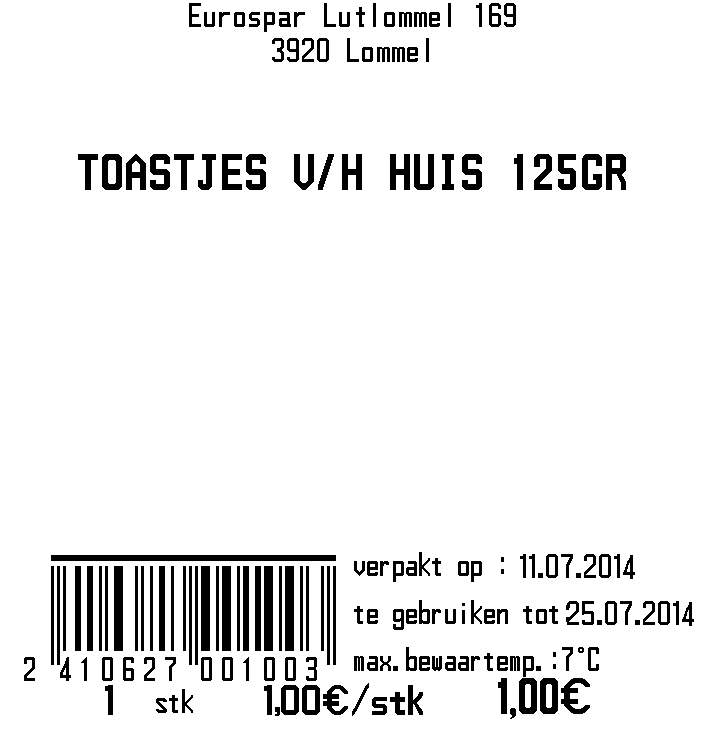 Eurospar Lutlommel 169
3920 Lommel
TOASTJES V/H HUIS 125GR
verpakt op : 11.07.2014
te gebruiken tot 25.07.2014
max.bewaartemp.:7°C
2 410627 001003
1 stk 1,00€/stk 1,00€